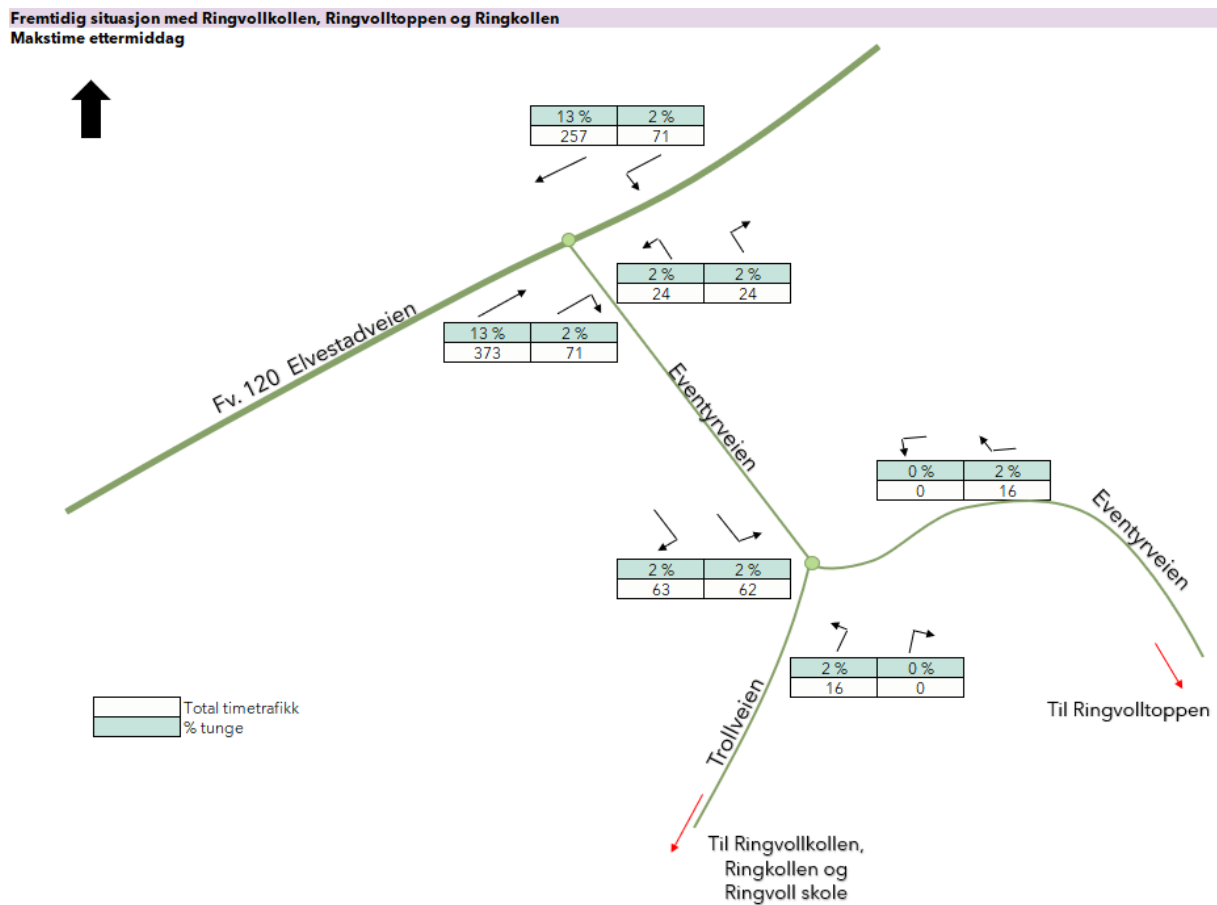 Fremtidig situasjon med Ringvollkollen, Ringvolltoppen og Ringkollen
Makstime ettermiddag
13 % 2 %
257 71
2 % 2 %
24 24
13 % 2 %
373 71
Fv. 120 Elvestadveien
Eventyrveien
0 % 2 %
0 16
Eventyrveien
2 % 2 %
63 62
2 % 0 %
16 0
Trollveien
Total timetrafikk
% tunge
Til Ringvolltoppen
Til Ringvollkollen,
Ringkollen og
Ringvoll skole